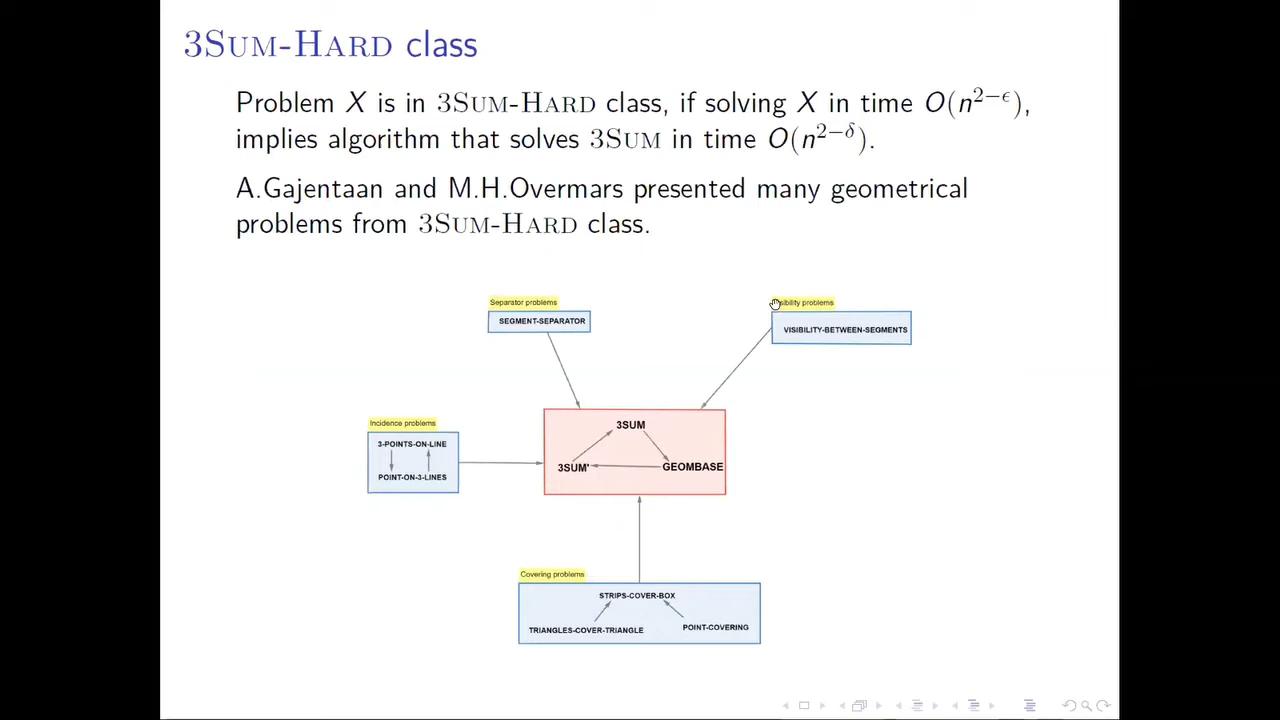 3SUM-HARD class
Problem X is in 3SUM-HARD class, if solving X in time O(n^{2−ϵ}),
implies algorithm that solves 3SUM in time O(n^{2−δ}).
A.Gajentaan and M.H.Overmars presented many geometrical
problems from 3SUM-HARD class.
Separator problems
SEGMENT-SEPARATOR
problems
VISIBILITY-BETWEEN-SEGMENTS
Incidence problems
3-POINTS-ON-LINE
POINT-ON-3-LINES
3SUM
3SUM'
GEOMBASE
Covering problems
STRIPS-COVER-BOX
TRIANGLES-COVER-TRIANGLE
POINT-COVERING